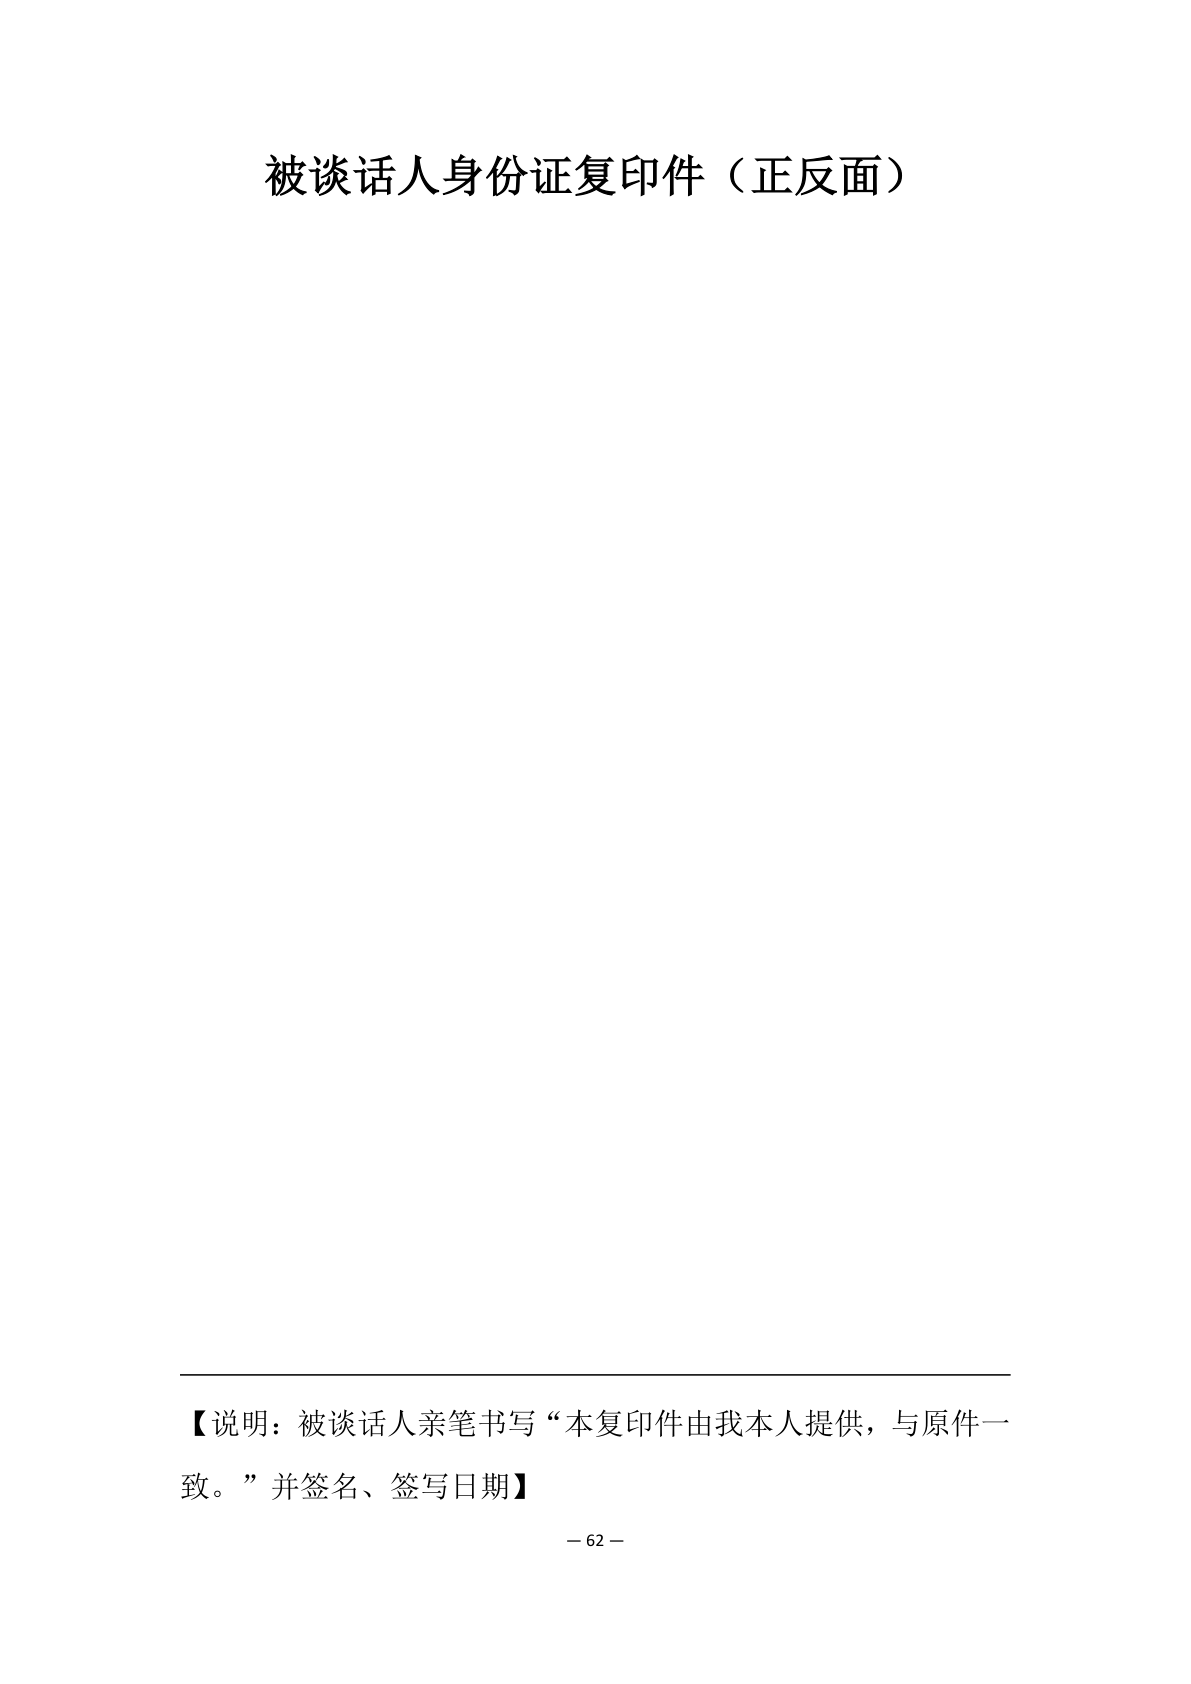 被谈话人身份证复印件（正反面）
【说明：被谈话人亲笔书写“本复印件由我本人提供，与原件一
致。”并签名、签写日期】
— 62 —